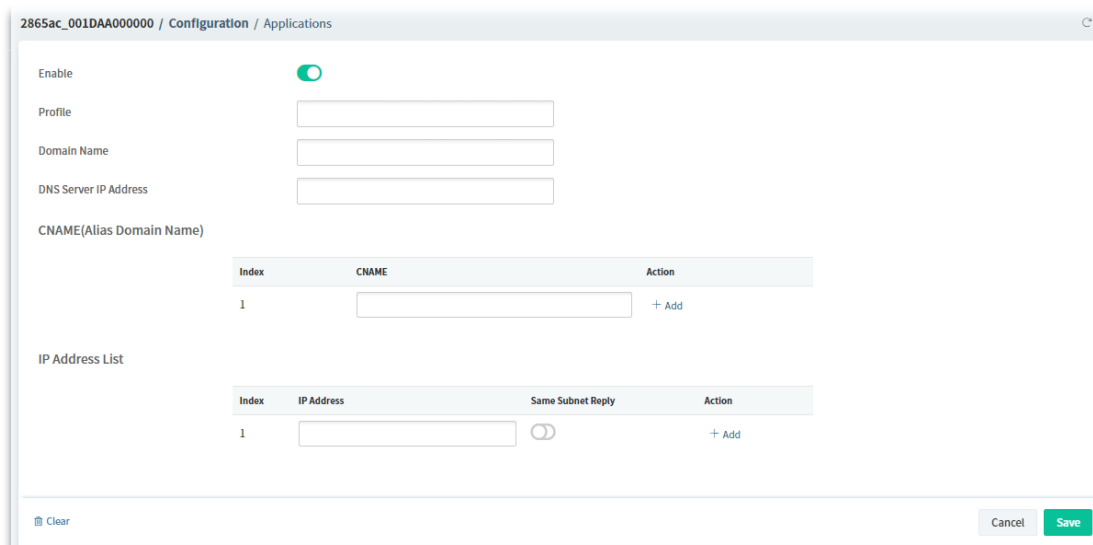 2865ac_001DAA000000 / Configuration / Applications
Enable
Profile
Domain Name
DNS Server IP Address
CNAME(Alias Domain Name)
Index CNAME Action
1 + Add
IP Address List
Index IP Address Same Subnet Reply Action
1 + Add
Clear Cancel Save